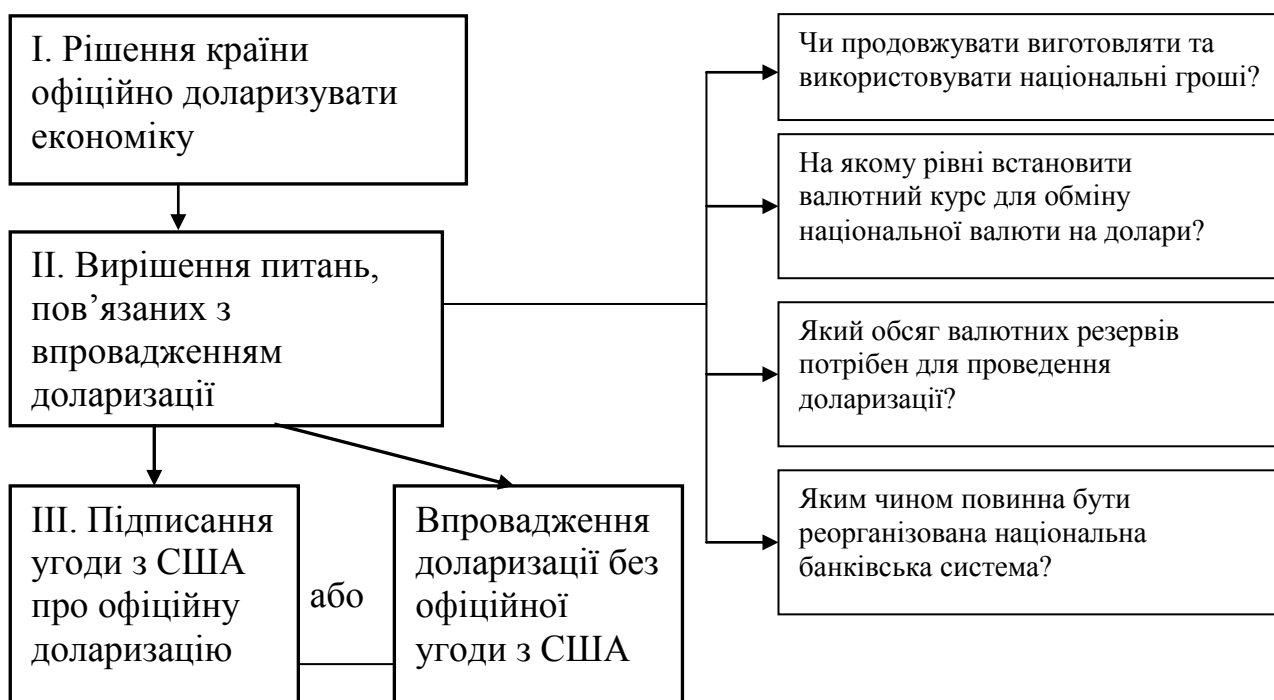 І. Рішення країни
офіційно доларизувати
економіку
ІІ. Вирішення питань,
пов’язаних з
впровадженням
доларизації
ІІІ. Підписання
угоди з США
про офіційну
доларизацію
або
Впровадження
доларизації без
офіційної
угоди з США
Чи продовжувати виготовляти та
використовувати національні гроші?
На якому рівні встановити
валютний курс для обміну
національної валюти на долари?
Який обсяг валютних резервів
потрібен для проведення
доларизації?
Яким чином повинна бути
реорганізована національна
банківська система?